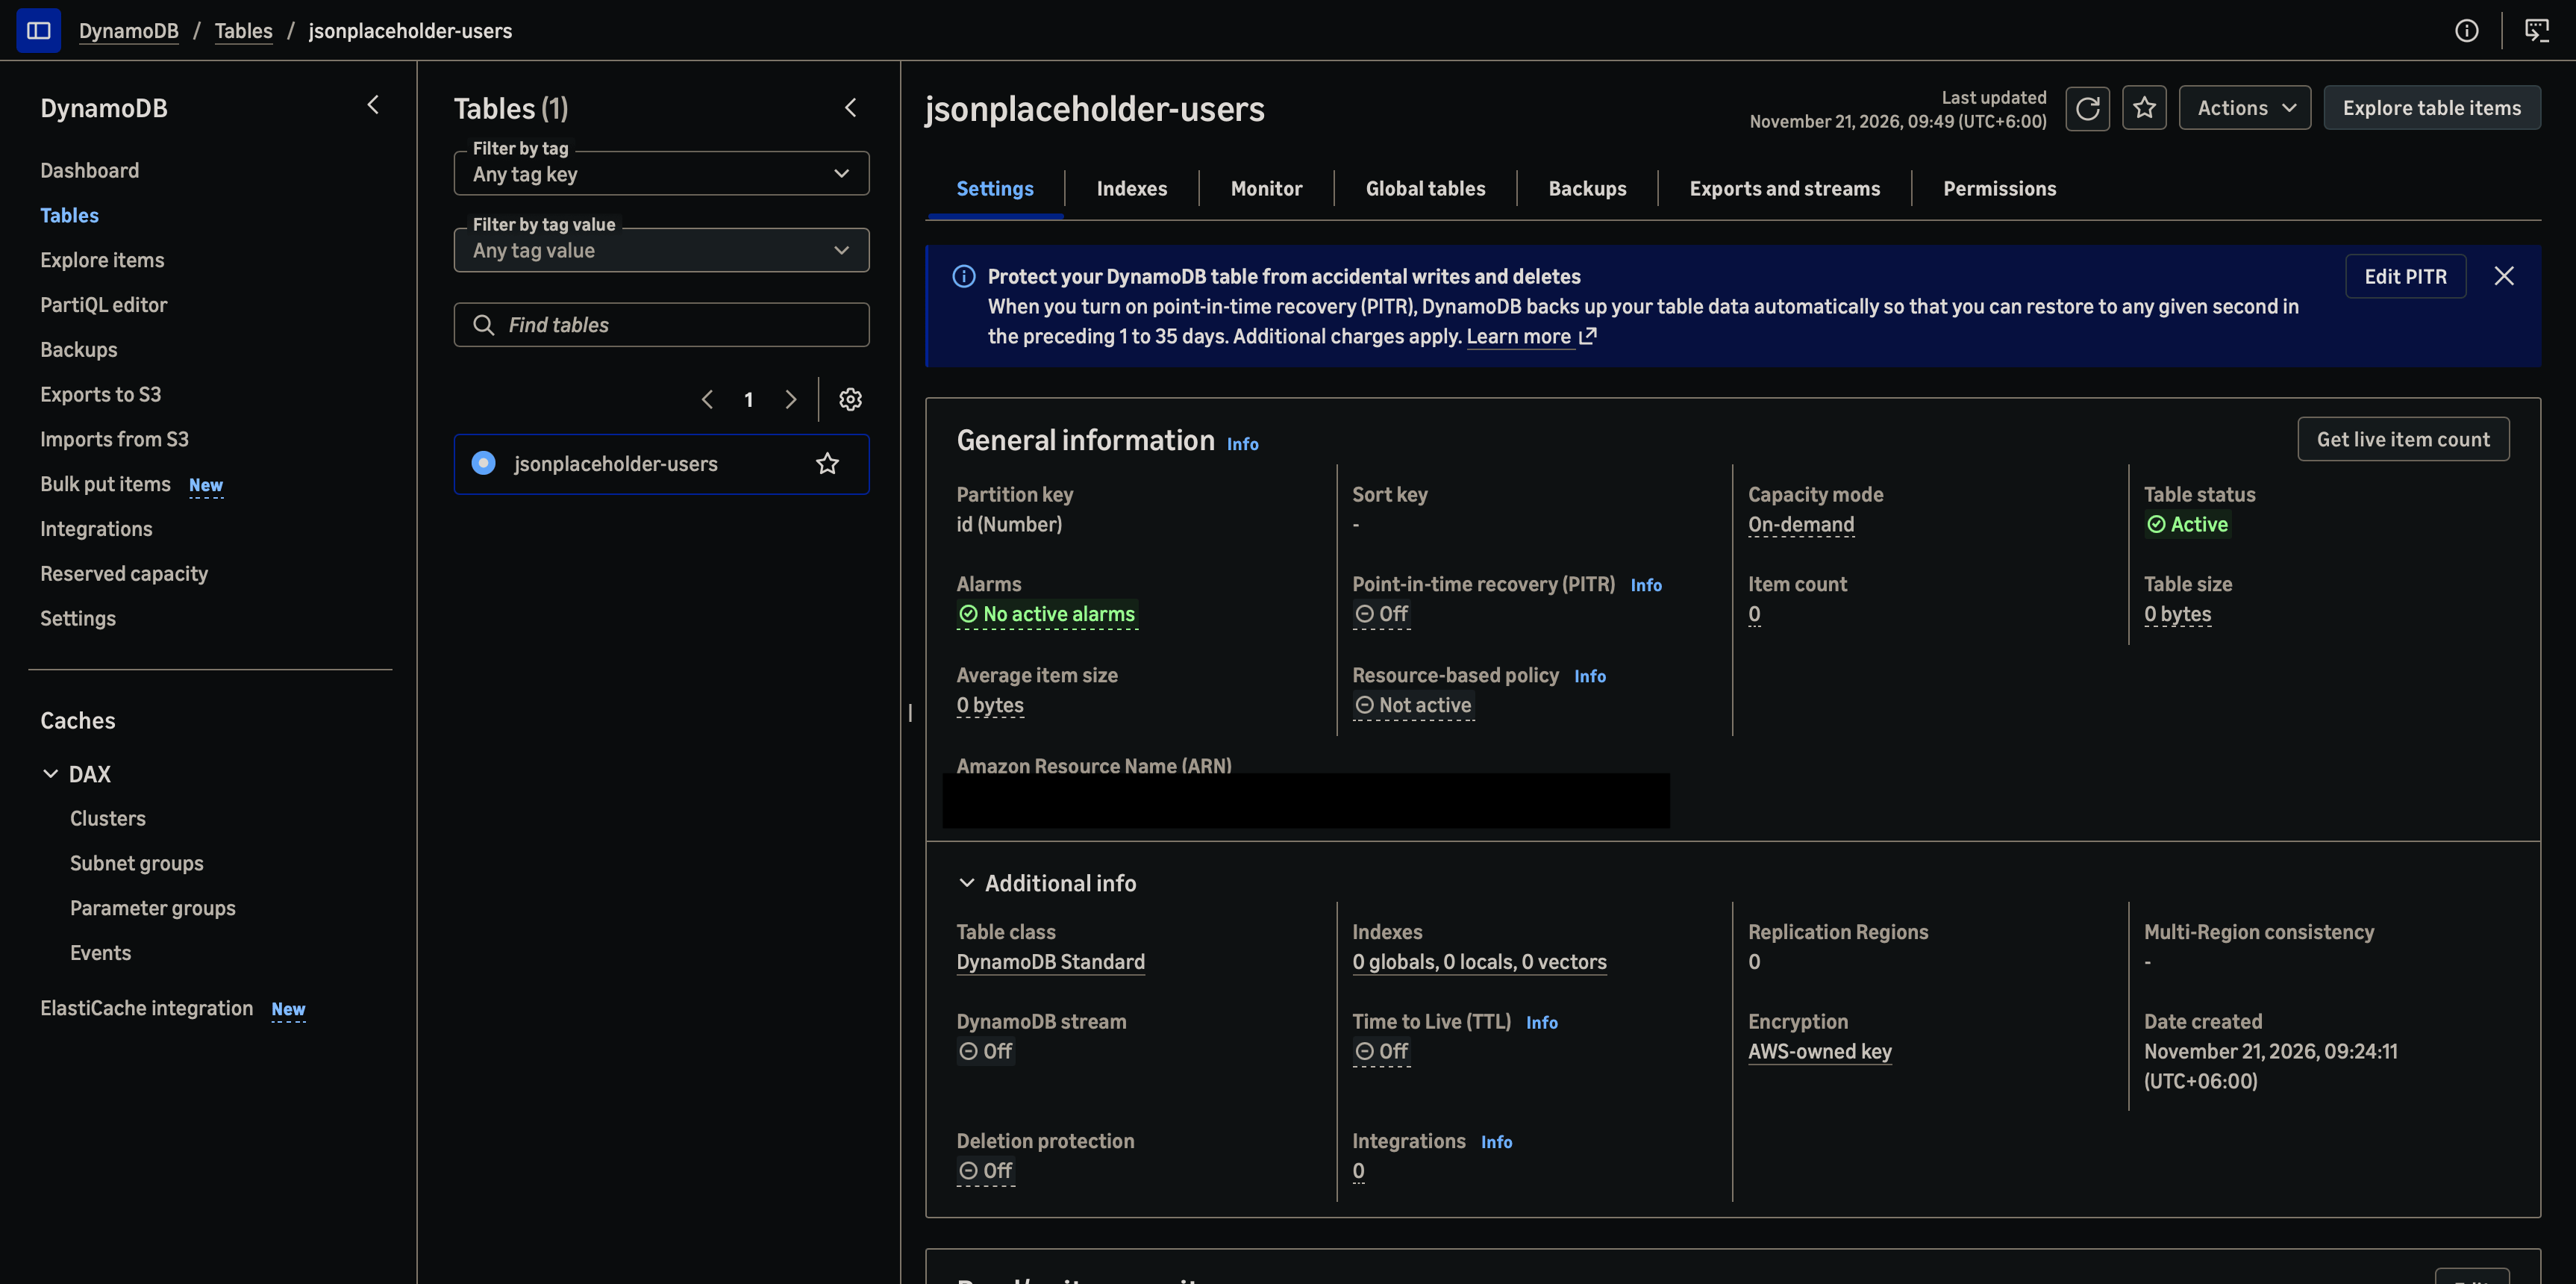 DynamoDB / Tables / jsonplaceholder-users
DynamoDB
Dashboard
Tables
Explore items
PartiQL editor
Backups
Exports to S3
Imports from S3
Bulk put items New
Integrations
Reserved capacity
Settings
Caches
DAX
Clusters
Subnet groups
Parameter groups
Events
ElastiCache integration New
Tables (1)
Filter by tag
Any tag key
Filter by tag value
Any tag value
Find tables
1
jsonplaceholder-users
jsonplaceholder-users
Last updated
November 21, 2026, 09:49 (UTC+6:00)
Actions
Explore table items
Settings
Indexes
Monitor
Global tables
Backups
Exports and streams
Permissions
Protect your DynamoDB table from accidental writes and deletes
When you turn on point-in-time recovery (PITR), DynamoDB backs up your table data automatically so that you can restore to any given second in
the preceding 1 to 35 days. Additional charges apply. Learn more
Edit PITR
General information Info
Get live item count
Partition key
id (Number)
Sort key
-
Capacity mode
On-demand
Table status
Active
Alarms
No active alarms
Point-in-time recovery (PITR) Info
Off
Item count
0
Table size
0 bytes
Average item size
0 bytes
Resource-based policy Info
Not active
Amazon Resource Name (ARN)
Additional info
Table class
DynamoDB Standard
Indexes
0 globals, 0 locals, 0 vectors
Replication Regions
0
Multi-Region consistency
-
DynamoDB stream
Off
Time to Live (TTL) Info
Off
Encryption
AWS-owned key
Date created
November 21, 2026, 09:24:11
(UTC+06:00)
Deletion protection
Off
Integrations Info
0